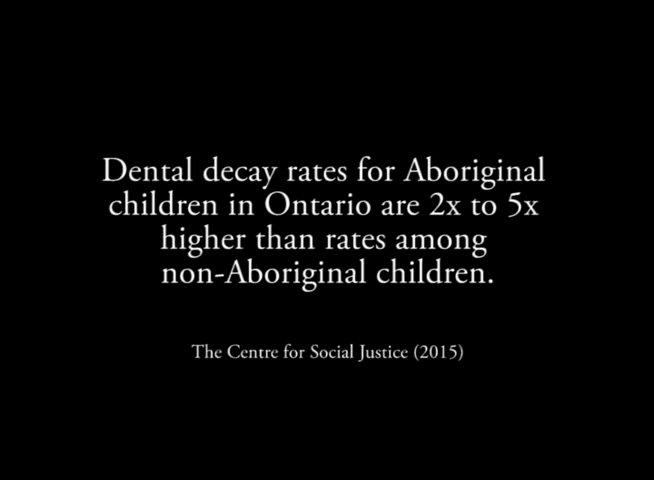 Dental decay rates for Aboriginal
children in Ontario are 2x to 5x
higher than rates among
non-Aboriginal children.
The Centre for Social Justice (2015)